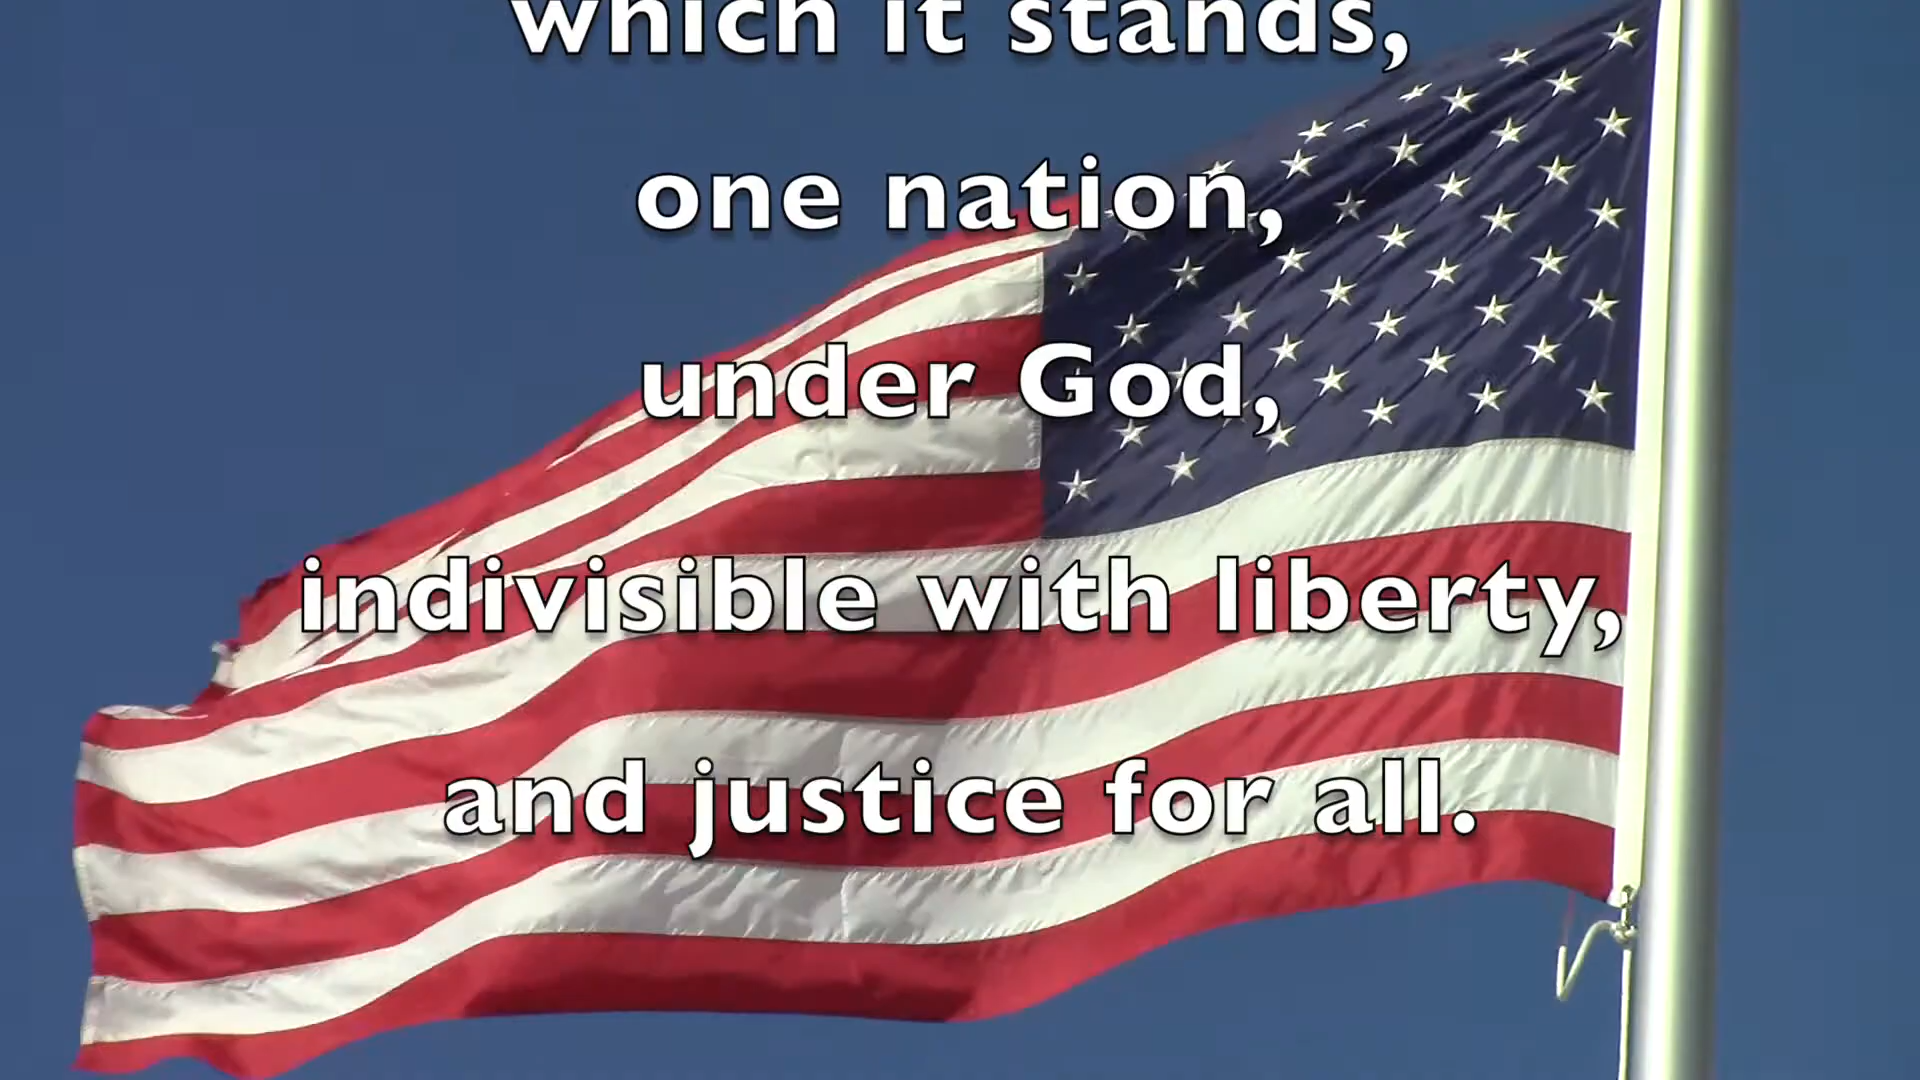 which it stands,
one nation,
under God,
indivisible with liberty,
and justice for all.